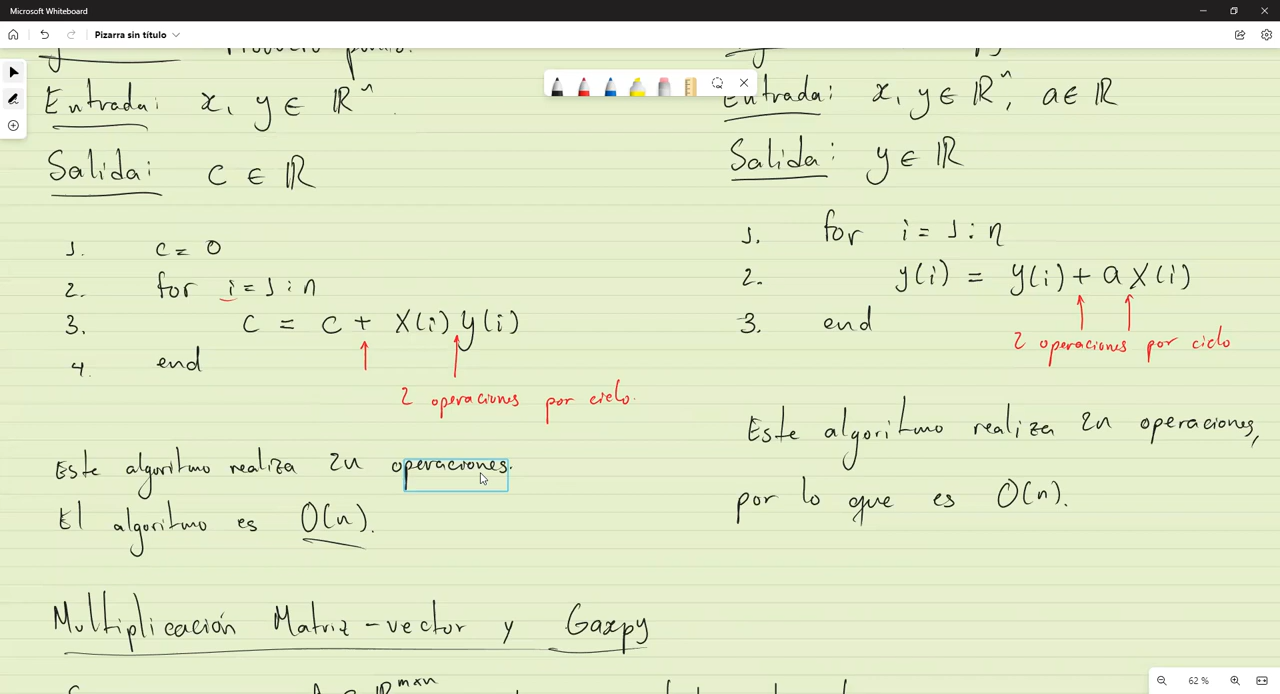 Microsoft Whiteboard
Pizarra sin título
Entrada: x, y ∈ ℝⁿ.
Salida: c ∈ ℝ
1. c = 0
2. for i = 1 : n
3. c = c + x(i) y(i)
4. end
2 operaciones por ciclo.
Este algoritmo realiza 2n operaciones.
El algoritmo es O(n).
Entrada: x, y ∈ ℝⁿ, a ∈ ℝ
Salida: y ∈ ℝ
1. for i = 1 : n
2. y(i) = y(i) + a x(i)
3. end
2 operaciones por ciclo
Este algoritmo realiza 2n operaciones,
por lo que es O(n).
Multiplicación Matriz-vector y Gaxpy
62 %